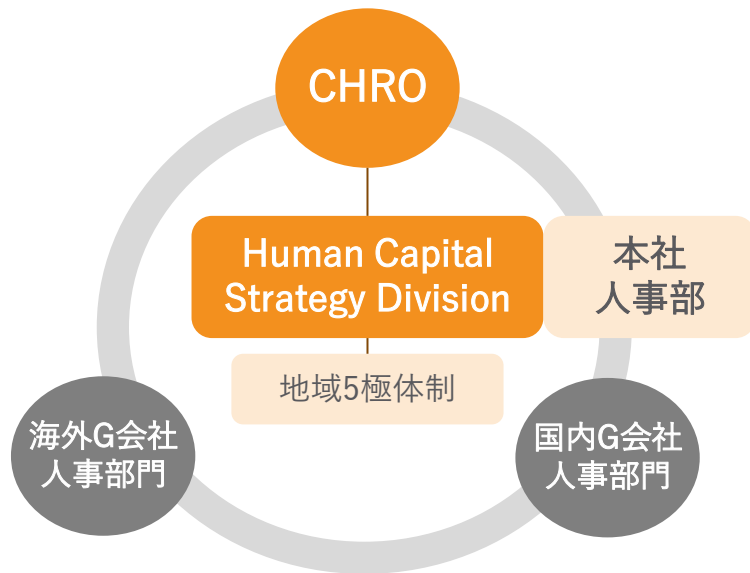 CHRO
Human Capital
Strategy Division
本社
人事部
地域5極体制
海外G会社
人事部門
国内G会社
人事部門